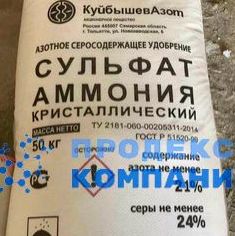 КуйбышевАзот
АКЦИОНЕРНОЕ ОБЩЕСТВО
Россия 445007 Самарская область
г. Тольятти, ул. Новозаводская, 6
АЗОТНОЕ СЕРОСОДЕРЖАЩЕЕ УДОБРЕНИЕ
СУЛЬФАТ
АММОНИЯ
КРИСТАЛЛИЧЕСКИЙ
МАССА НЕТТО
50 кг
ТУ 2181-060-00205311-2014
ГОСТ Р 51520-99
ОСТОРОЖНО
ПРОДЕКС
КОМПАНИ
содержание
азота не менее
21%
серы не менее
24%